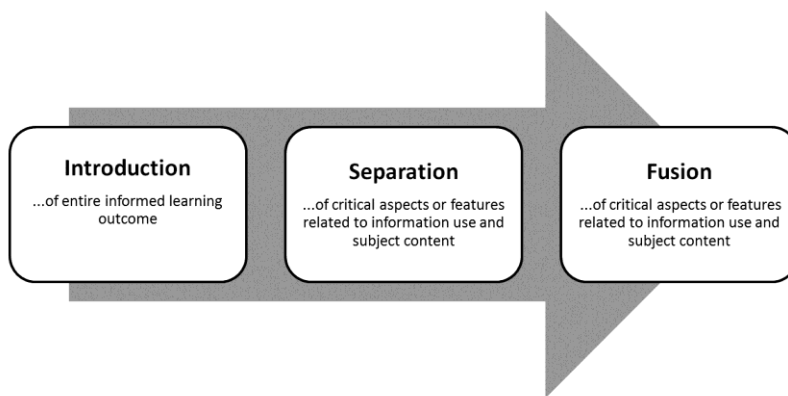 Introduction
...of entire informed learning
outcome
Separation
...of critical aspects or features
related to information use and
subject content
Fusion
...of critical aspects or features
related to information use and
subject content